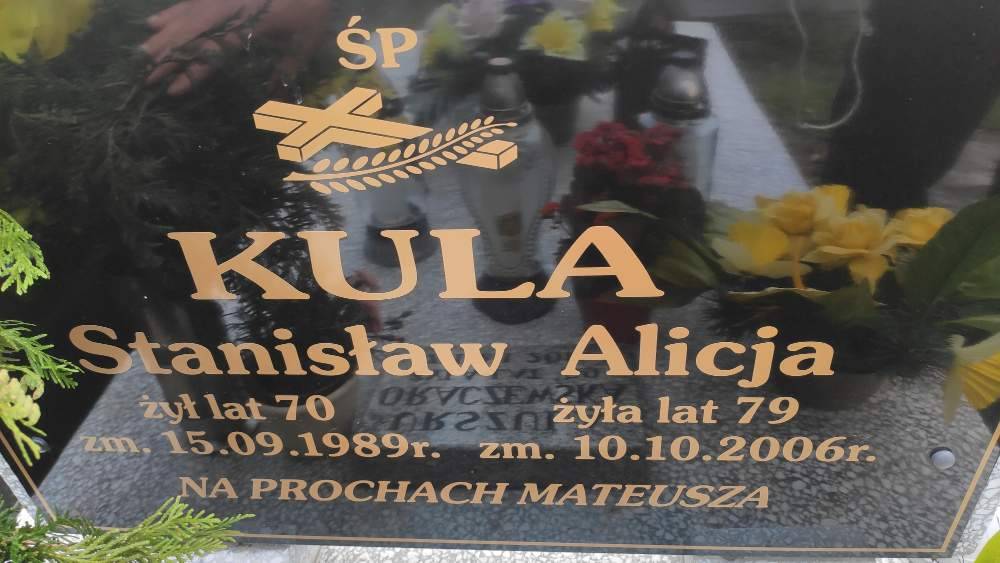 ŚP
KULA
Stanisław Alicja
żył lat 70 żyła lat 79
zm. 15.09.1989r. zm. 10.10.2006r.
NA PROCHACH MATEUSZA